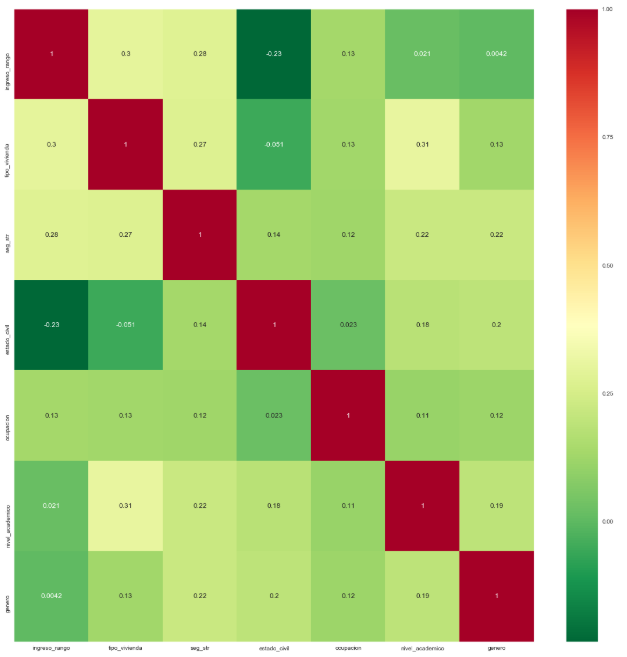 ingreso_rango 1 0.3 0.28 -0.23 0.13 0.021 0.0042
tipo_vivienda 0.3 1 0.27 -0.051 0.13 0.31 0.13
seg_str 0.28 0.27 1 0.14 0.12 0.22 0.22
estado_civil -0.23 -0.051 0.14 1 0.023 0.18 0.2
ocupacion 0.13 0.13 0.12 0.023 1 0.11 0.12
nivel_academico 0.021 0.31 0.22 0.18 0.11 1 0.19
genero 0.0042 0.13 0.22 0.2 0.12 0.19 1
ingreso_rango tipo_vivienda seg_str estado_civil ocupacion nivel_academico genero
1.00
0.75
0.50
0.25
0.00